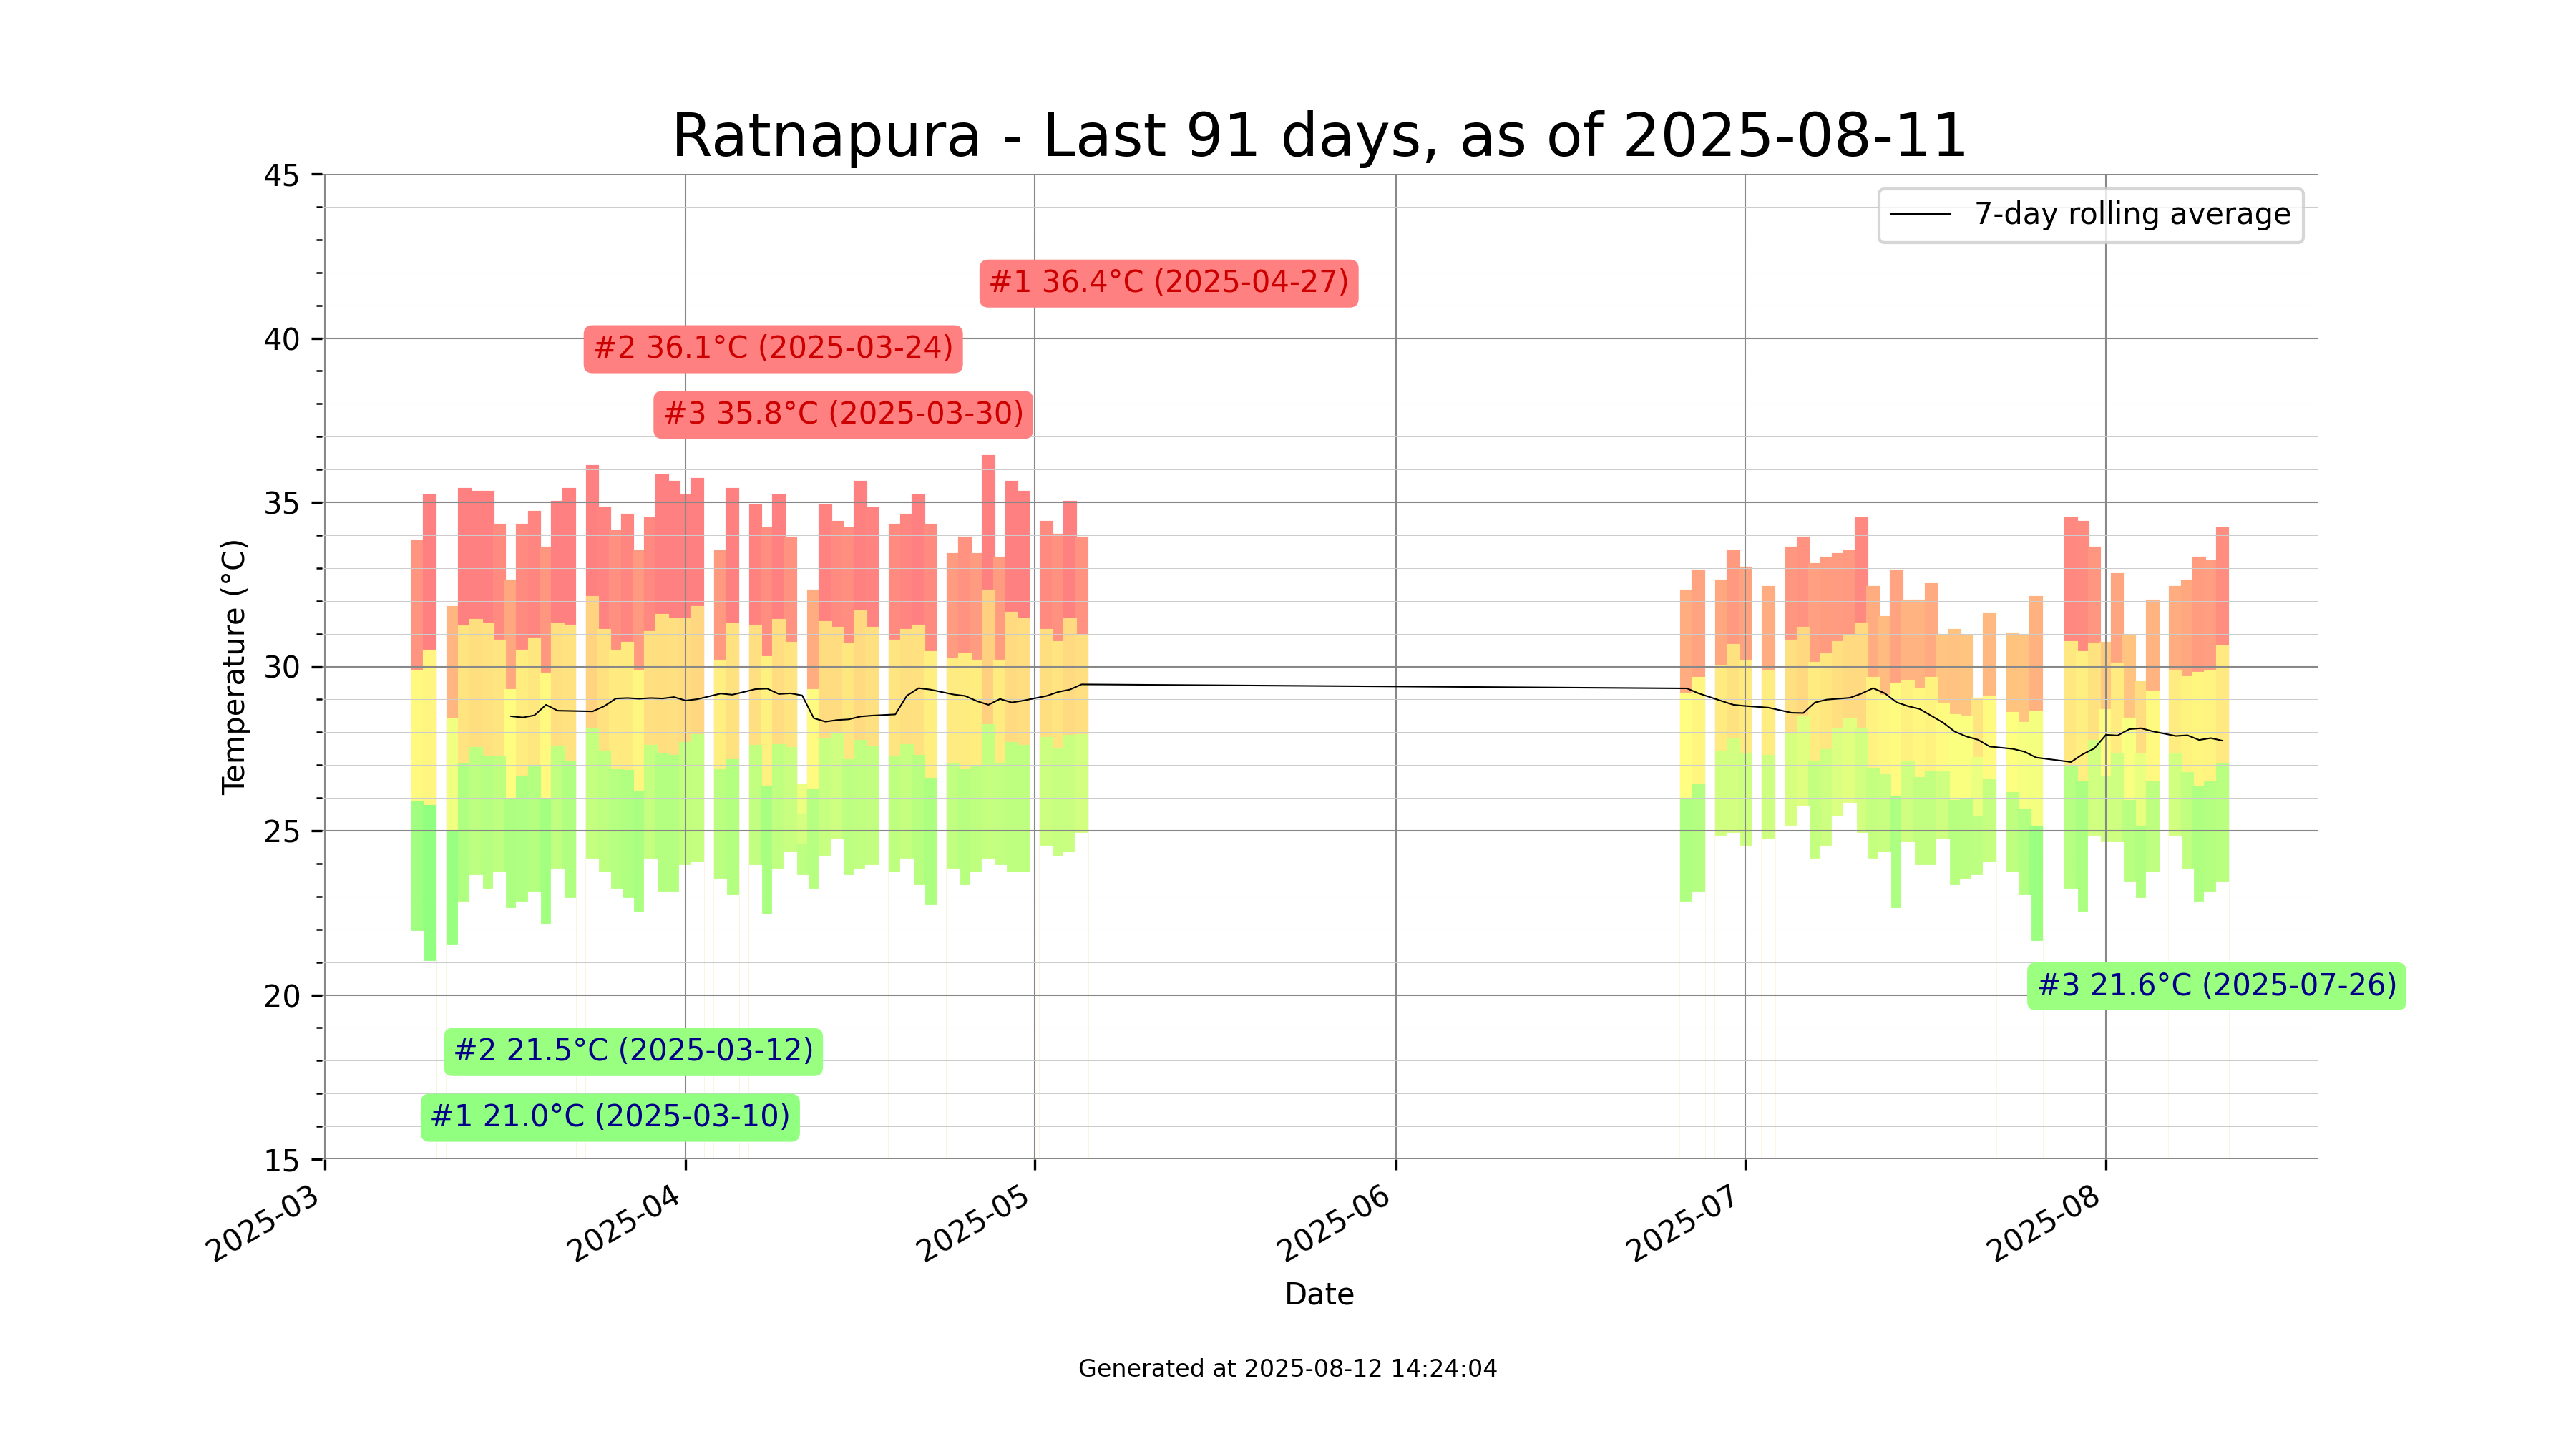 Ratnapura - Last 91 days, as of 2025-08-11
45
7-day rolling average
#1 36.4°C (2025-04-27)
40
#2 36.1°C (2025-03-24)
#3 35.8°C (2025-03-30)
35
30
Temperature (°C)
25
20
#3 21.6°C (2025-07-26)
#2 21.5°C (2025-03-12)
#1 21.0°C (2025-03-10)
15
2025-03
2025-04
2025-05
2025-06
2025-07
2025-08
Date
Generated at 2025-08-12 14:24:04